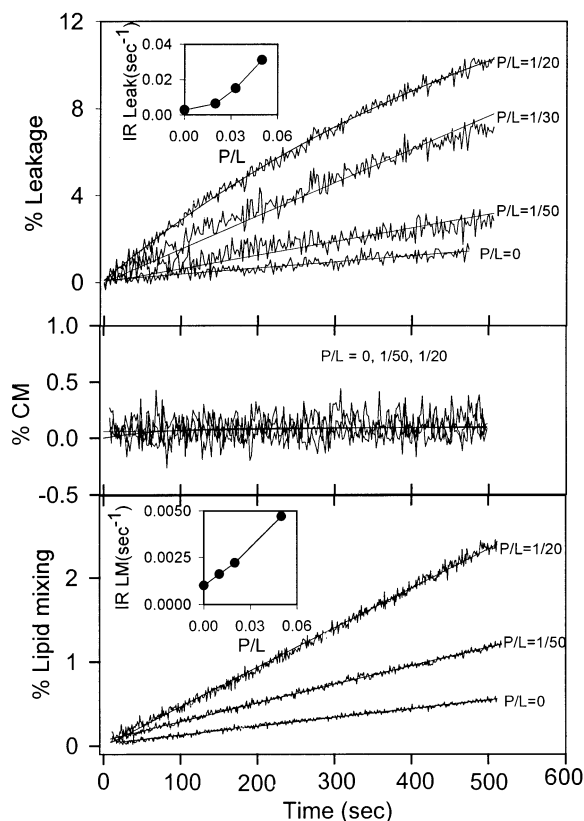 12
8
4
0
% Leakage
IR Leak(sec-1)
0.04
0.02
0.00
0.00 0.03 0.06
P/L
P/L=1/20
P/L=1/30
P/L=1/50
P/L=0
1.0
0.5
0.0
-0.5
% CM
P/L = 0, 1/50, 1/20
2
1
0
% Lipid mixing
IR LM(sec-1)
0.0050
0.0025
0.0000
0.00 0.03 0.06
P/L
P/L=1/20
P/L=1/50
P/L=0
0 100 200 300 400 500 600
Time (sec)